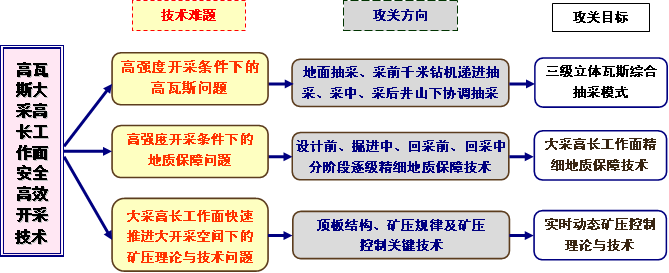 技术难题
攻关方向
攻关目标
高瓦斯大采高长工作面安全高效开采技术
高强度开采条件下的
高瓦斯问题
地面抽采、采前千米钻机递进抽
采、采中、采后井山下协调抽采
三级立体瓦斯综合
抽采模式
高强度开采条件下的
地质保障问题
设计前、掘进中、回采前、回采中
分阶段逐级精细地质保障技术
大采高长工作面精
细地质保障技术
大采高长工作面快速
推进大开采空间下的
矿压理论与技术问题
顶板结构、矿压规律及矿压
控制关键技术
实时动态矿压控制
理论与技术